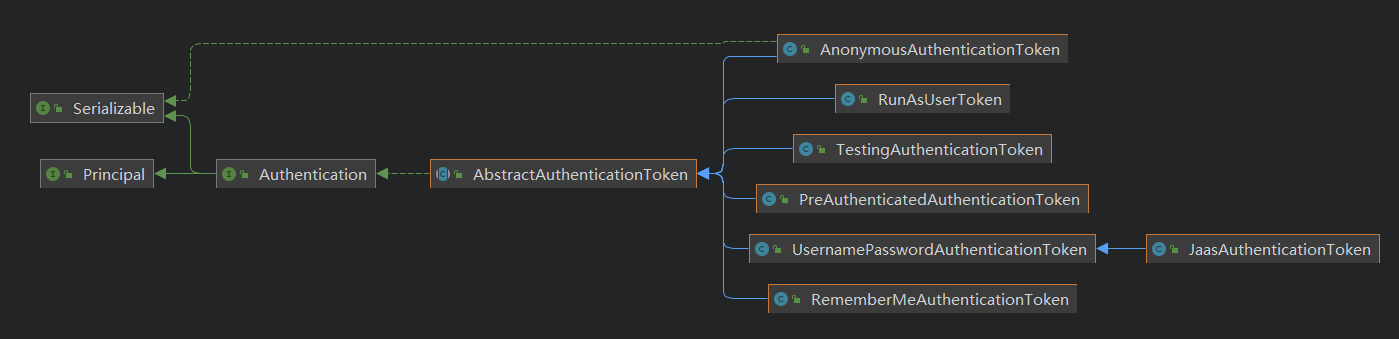 AnonymousAuthenticationToken
RunAsUserToken
Serializable
TestingAuthenticationToken
Principal
Authentication
AbstractAuthenticationToken
PreAuthenticatedAuthenticationToken
UsernamePasswordAuthenticationToken
JaasAuthenticationToken
RememberMeAuthenticationToken